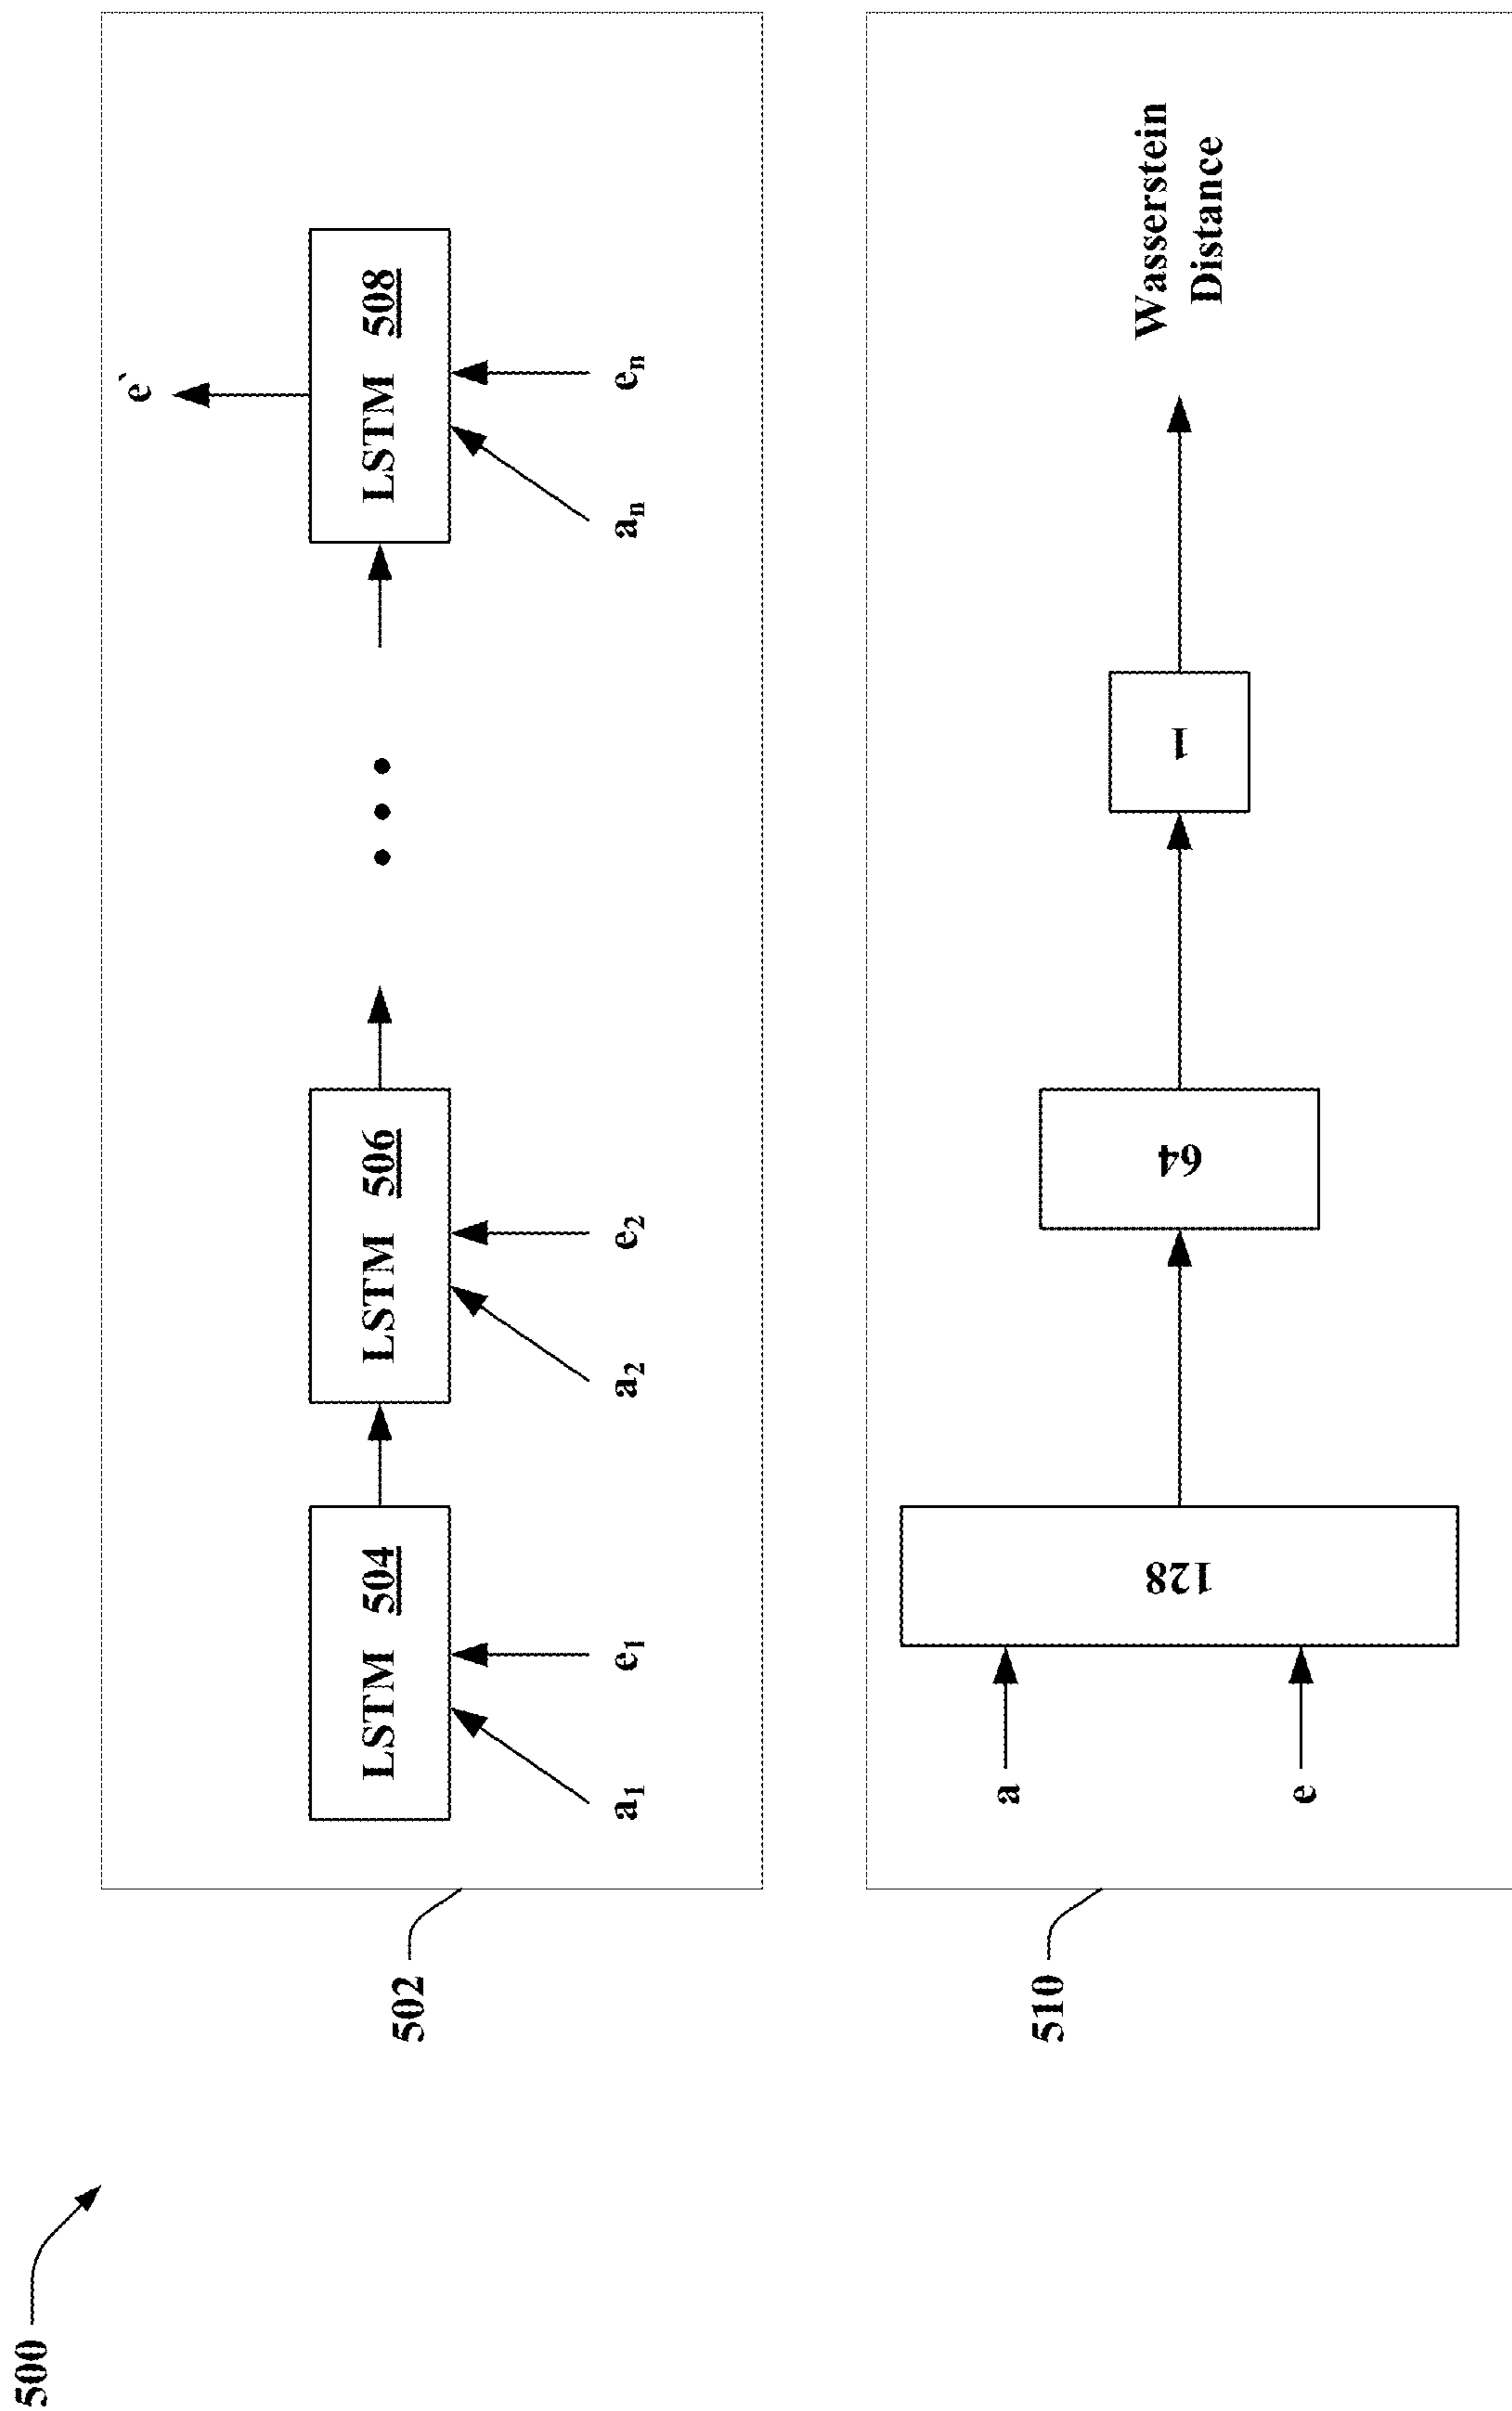 500
502
e`
LSTM 504
LSTM 506
LSTM 508
a1
e1
a2
e2
an
en
510
a
e
128
64
1
Wasserstein
Distance